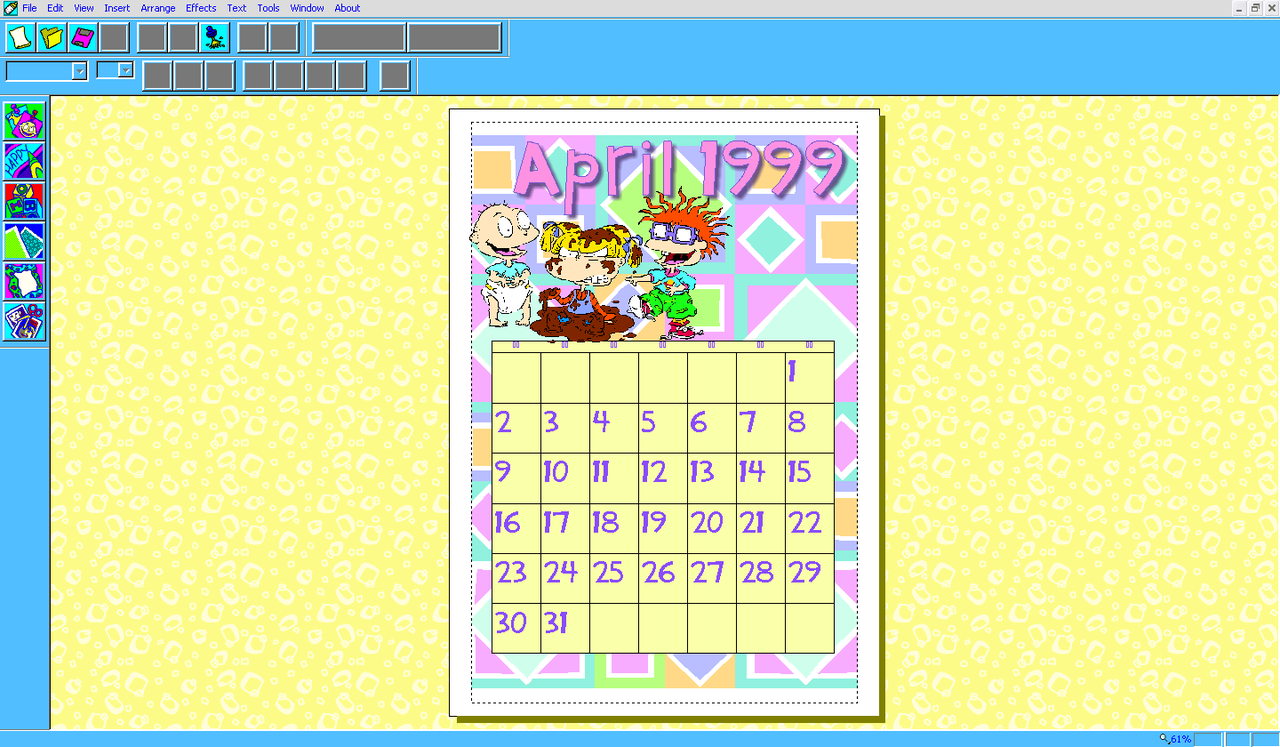 File Edit View Insert Arrange Effects Text Tools Window About
April 1999
1
2 3 4 5 6 7 8
9 10 11 12 13 14 15
16 17 18 19 20 21 22
23 24 25 26 27 28 29
30 31
61%